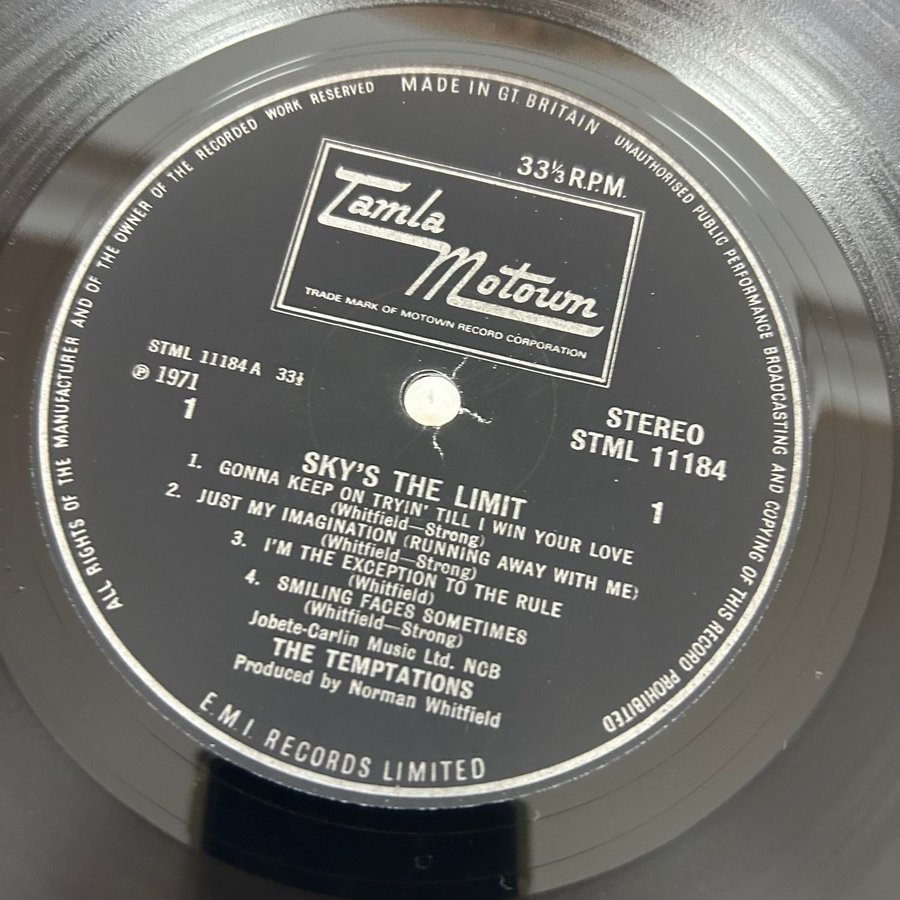 MADE IN GT. BRITAIN
UNAUTHORISED PUBLIC PERFORMANCE BROADCASTING AND COPYING OF THIS RECORD PROHIBITED
ALL RIGHTS OF THE MANUFACTURER AND OF THE OWNER OF THE RECORDED WORK RESERVED
33⅓ R.P.M.
Tamla
Motown
TRADE MARK OF MOTOWN RECORD CORPORATION
STML 11184 A 33⅓
℗ 1971
1
STEREO
STML 11184
1
SKY'S THE LIMIT
1. GONNA KEEP ON TRYIN' TILL I WIN YOUR LOVE
(Whitfield—Strong)
2. JUST MY IMAGINATION (RUNNING AWAY WITH ME)
(Whitfield—Strong)
3. I'M THE EXCEPTION TO THE RULE
(Whitfield)
4. SMILING FACES SOMETIMES
(Whitfield—Strong)
Jobete-Carlin Music Ltd. NCB
THE TEMPTATIONS
Produced by Norman Whitfield
E.M.I. RECORDS LIMITED